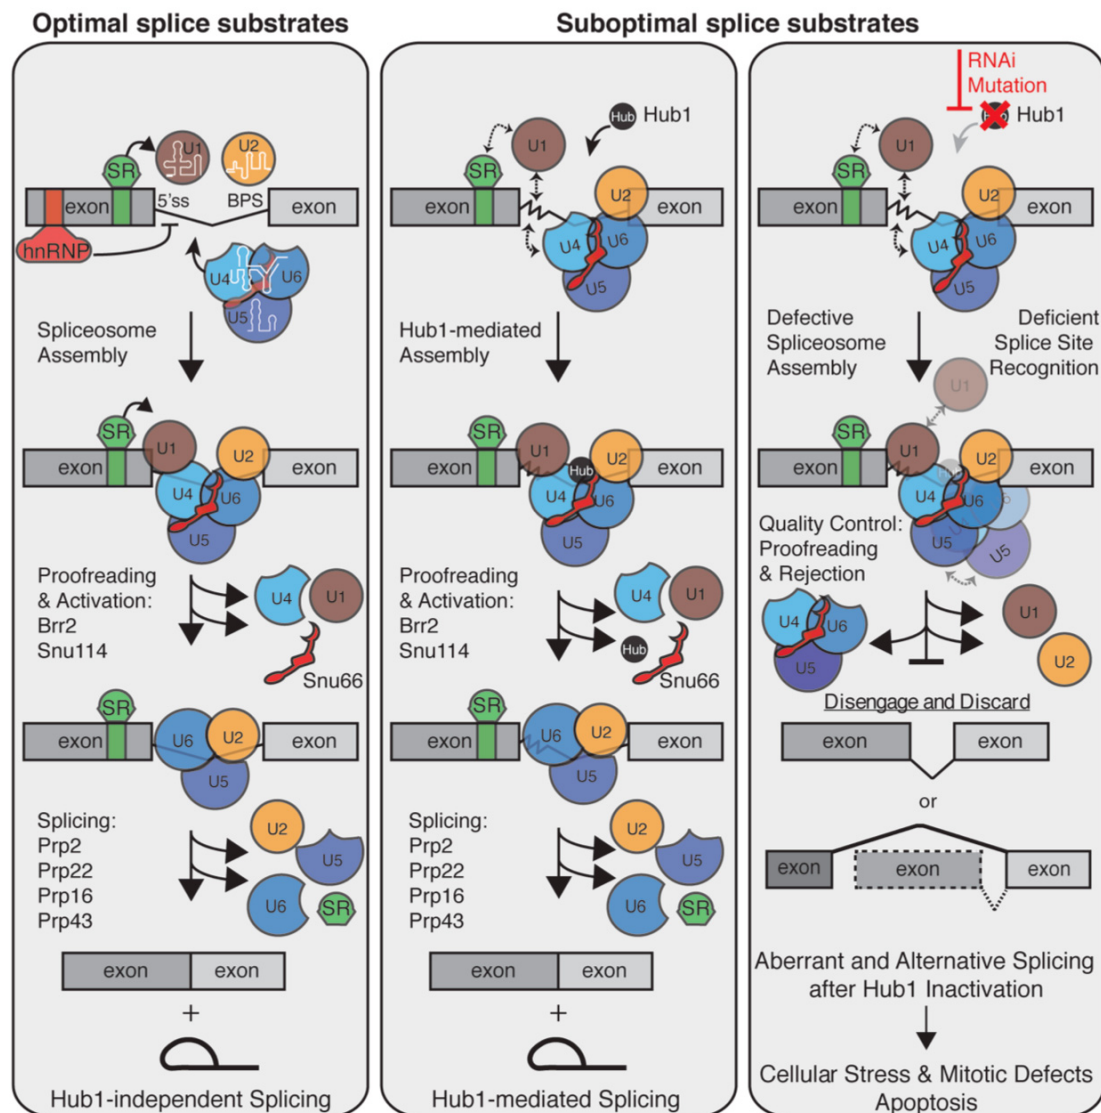 Optimal splice substrates
Suboptimal splice substrates
SR
U1
U2
5'ss
BPS
exon
exon
hnRNP
U4
U6
U5
Spliceosome
Assembly
SR
U1
U2
exon
exon
U4
U6
U5
Proofreading
& Activation:
Brr2
Snu114
U4
U1
Snu66
SR
exon
U6
U2
exon
U5
Splicing:
Prp2
Prp22
Prp16
Prp43
U2
U5
U6
SR
exon
exon
+
Hub1-independent Splicing
Hub
Hub1
U1
SR
U2
exon
exon
U4
U6
U5
Hub1-mediated
Assembly
SR
U1
Hub
U2
exon
exon
U4
U6
U5
Proofreading
& Activation:
Brr2
Snu114
U4
U1
Hub
Snu66
SR
exon
U6
U2
exon
U5
Splicing:
Prp2
Prp22
Prp16
Prp43
U2
U5
U6
SR
exon
exon
+
Hub1-mediated Splicing
RNAi
Mutation
Hub1
U1
SR
U2
exon
exon
U4
U6
U5
Defective
Spliceosome
Assembly
Deficient
Splice Site
Recognition
U1
SR
U1
U2
exon
exon
U4
U6
U5
U5
Quality Control:
Proofreading
& Rejection
U4
U6
U5
U1
U2
Disengage and Discard
exon
exon
or
exon
exon
exon
Aberrant and Alternative Splicing
after Hub1 Inactivation
Cellular Stress & Mitotic Defects
Apoptosis